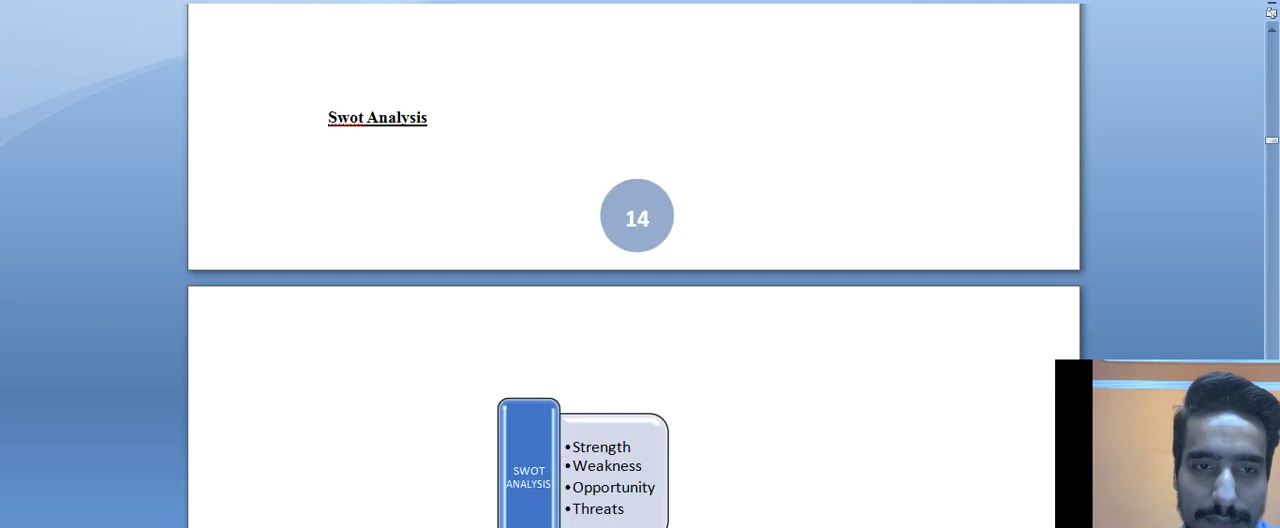 Swot Analysis
14
SWOT
ANALYSIS
•Strength
•Weakness
•Opportunity
•Threats